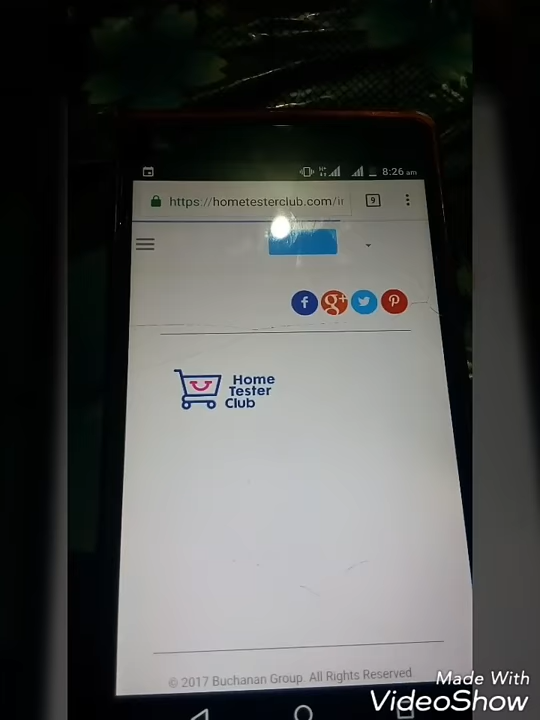 8:26 am
https://hometesterclub.com/ir
9
f
g+
Home
Tester
Club
© 2017 Buchanan Group. All Rights Reserved
Made With
VideoShow